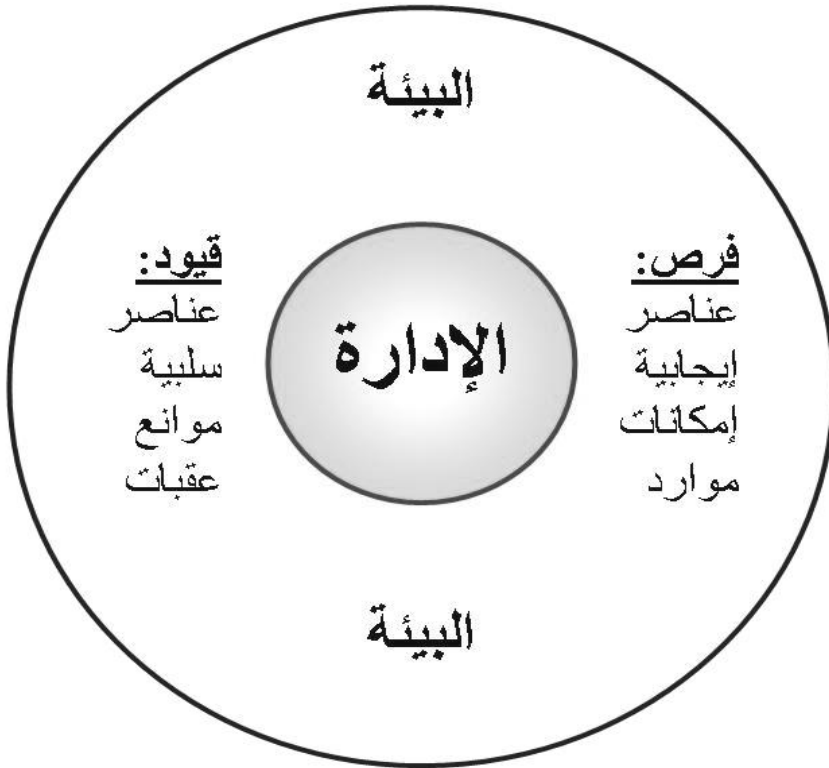 البيئة
فرص:
عناصر
إيجابية
إمكانات
موارد
الإدارة
قيود:
عناصر
سلبية
موانع
عقبات
البيئة